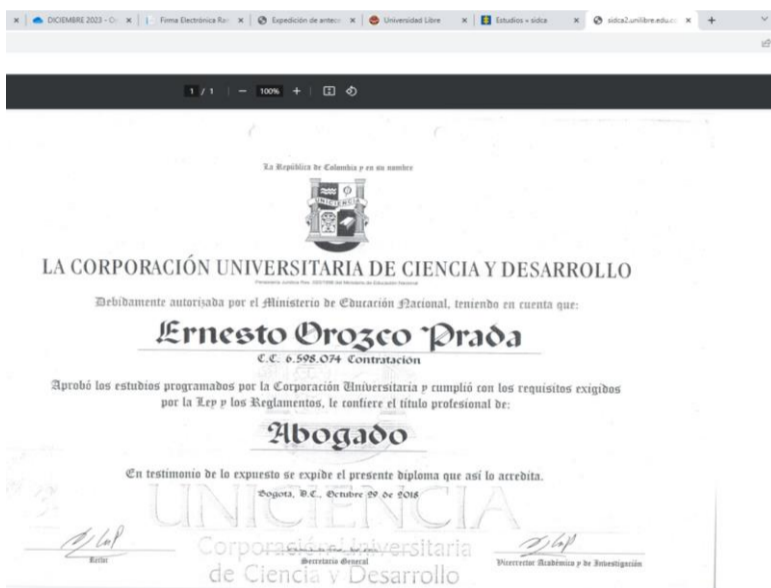 DICIEMBRE 2023 - O
Firma Electrónica Ra
Expedición de antece
Universidad Libre
Estudios » sidca
sidca2.unilibre.edu.co
1 / 1
100%
La República de Colombia y en su nombre
UNICIENCIA
LA CORPORACIÓN UNIVERSITARIA DE CIENCIA Y DESARROLLO
Debidamente autorizada por el Ministerio de Educación Nacional, teniendo en cuenta que:
Ernesto Orozco Prada
C.C. 6.598.074 Contratación
Aprobó los estudios programados por la Corporación Universitaria y cumplió con los requisitos exigidos
por la Ley y los Reglamentos, le confiere el título profesional de:
Abogado
En testimonio de lo expuesto se expide el presente diploma que así lo acredita.
Bogotá, D.C., Octubre 29 de 2018
UNICIENCIA
Corporación Universitaria
de Ciencia y Desarrollo
Rector
Secretario General
Vicerrector Académico y de Investigación